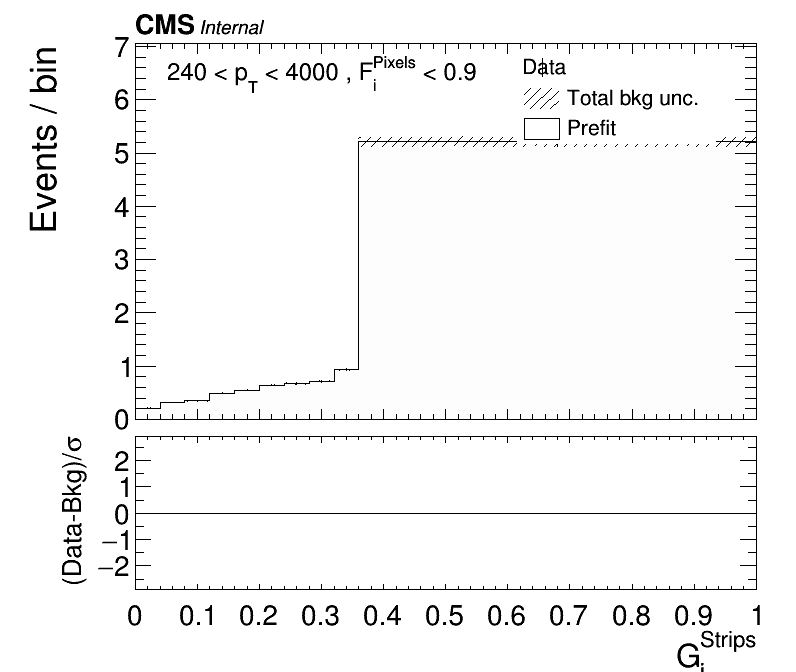 CMS Internal
240 < p_T < 4000 , F_i^Pixels < 0.9
Data
Total bkg unc.
Prefit
Events / bin
7
6
5
4
3
2
1
0
(Data-Bkg)/σ
2
1
0
−1
−2
0 0.1 0.2 0.3 0.4 0.5 0.6 0.7 0.8 0.9 1
G_i^Strips